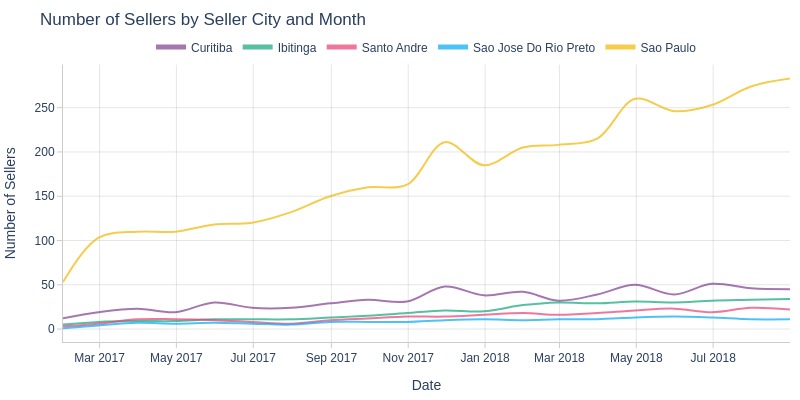 Number of Sellers by Seller City and Month
Curitiba
Ibitinga
Santo Andre
Sao Jose Do Rio Preto
Sao Paulo
Number of Sellers
250
200
150
100
50
0
Mar 2017
May 2017
Jul 2017
Sep 2017
Nov 2017
Jan 2018
Mar 2018
May 2018
Jul 2018
Date